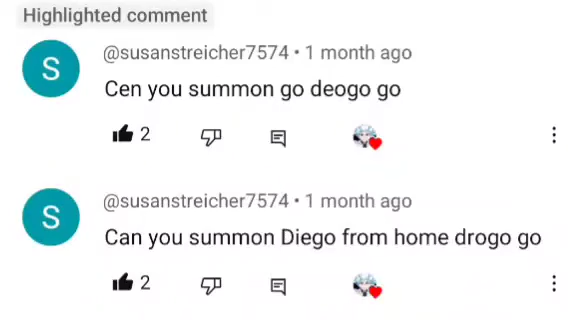 Highlighted comment
S
@susanstreicher7574 • 1 month ago
Cen you summon go deogo go
2
S
@susanstreicher7574 • 1 month ago
Can you summon Diego from home drogo go
2